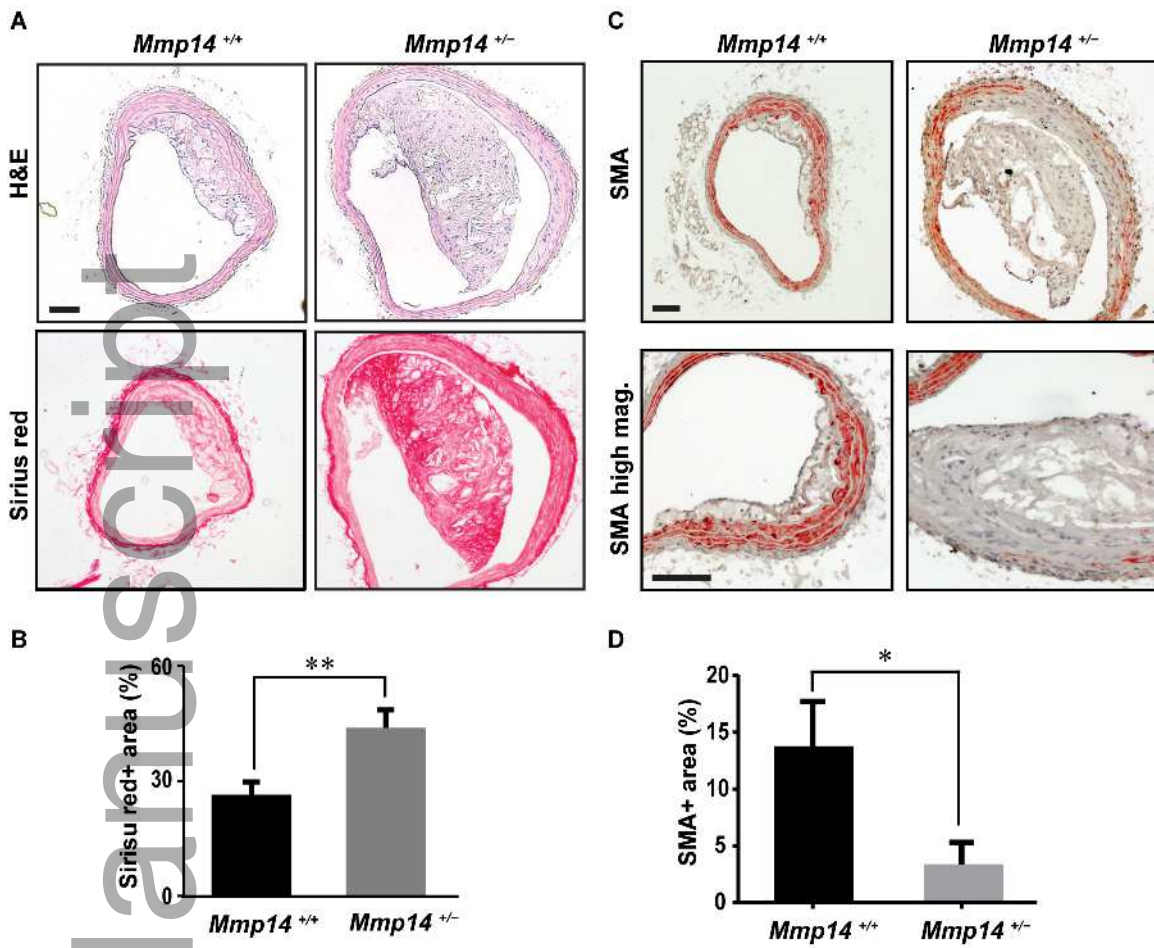 A
Mmp14 +/+
Mmp14 +/–
H&E
Sirius red
B
60
30
0
Sirisu red+ area (%)
**
Mmp14 +/+
Mmp14 +/–
C
Mmp14 +/+
Mmp14 +/–
SMA
SMA high mag.
D
20
15
10
5
0
SMA+ area (%)
*
Mmp14 +/+
Mmp14 +/–
anuscript